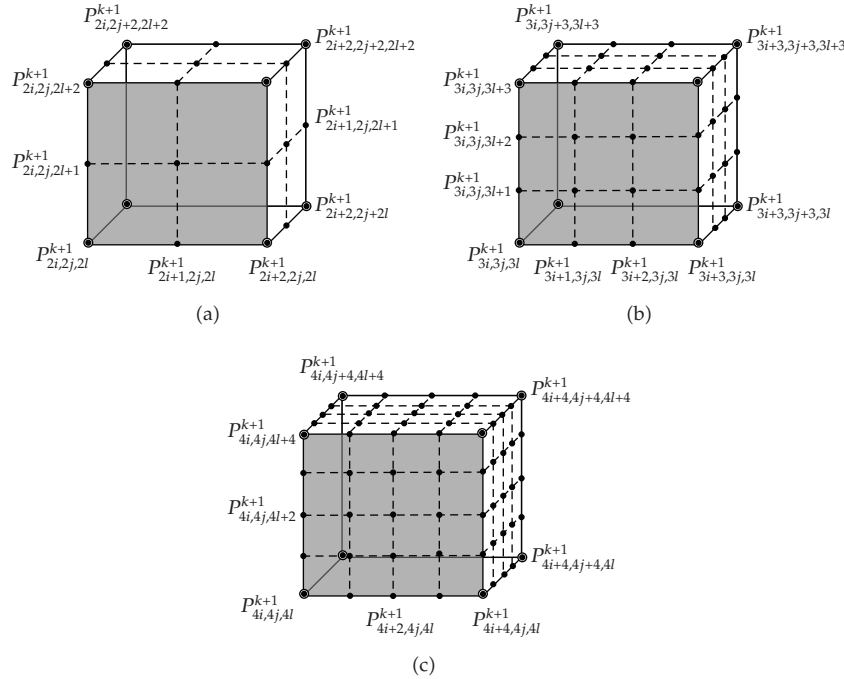 P^{k+1}_{2i,2j+2,2l+2}
P^{k+1}_{2i+2,2j+2,2l+2}
P^{k+1}_{2i,2j,2l+2}
P^{k+1}_{2i+1,2j,2l+1}
P^{k+1}_{2i,2j,2l+1}
P^{k+1}_{2i+2,2j+2l}
P^{k+1}_{2i,2j,2l}
P^{k+1}_{2i+1,2j,2l}
P^{k+1}_{2i+2,2j,2l}
(a)
P^{k+1}_{3i,3j+3,3l+3}
P^{k+1}_{3i+3,3j+3,3l+3}
P^{k+1}_{3i,3j,3l+3}
P^{k+1}_{3i,3j,3l+2}
P^{k+1}_{3i,3j,3l+1}
P^{k+1}_{3i+3,3j+3,3l}
P^{k+1}_{3i,3j,3l}
P^{k+1}_{3i+1,3j,3l}
P^{k+1}_{3i+2,3j,3l}
P^{k+1}_{3i+3,3j,3l}
(b)
P^{k+1}_{4i,4j+4,4l+4}
P^{k+1}_{4i+4,4j+4,4l+4}
P^{k+1}_{4i,4j,4l+4}
P^{k+1}_{4i,4j,4l+2}
P^{k+1}_{4i+4,4j+4,4l}
P^{k+1}_{4i,4j,4l}
P^{k+1}_{4i+2,4j,4l}
P^{k+1}_{4i+4,4j,4l}
(c)